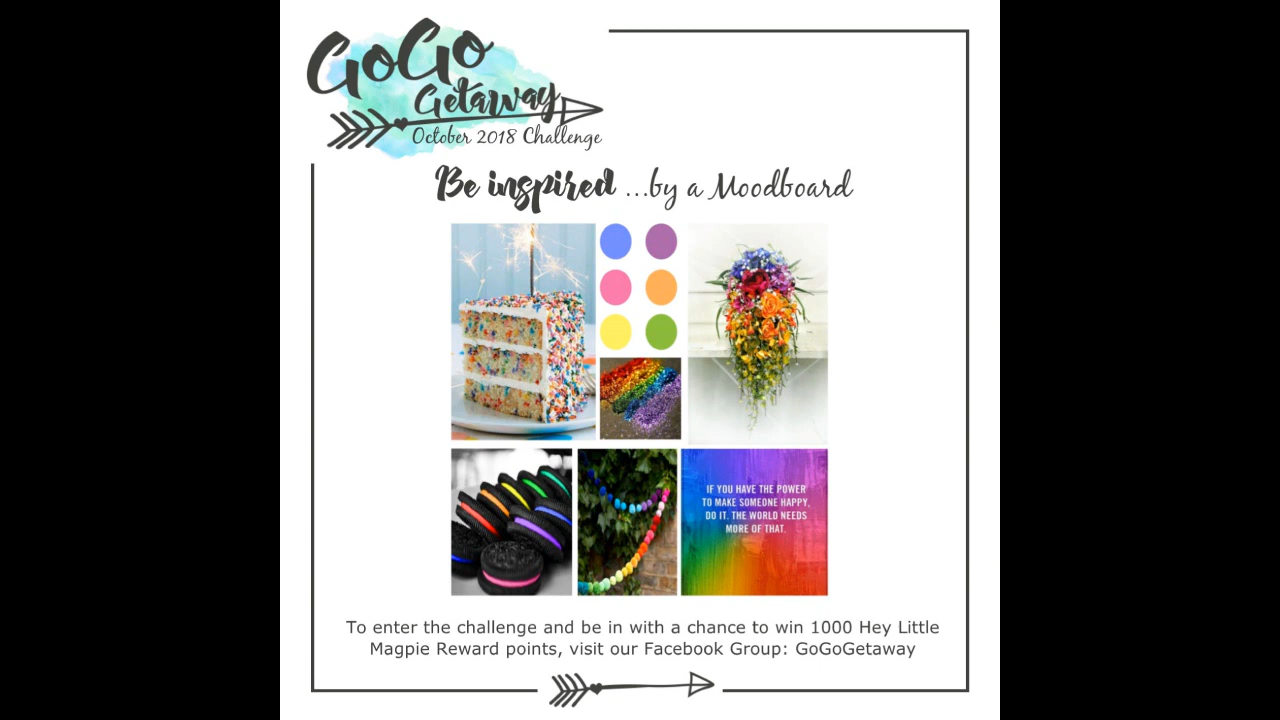 GoGo
Getaway
October 2018 Challenge
Be inspired ...by a Moodboard
IF YOU HAVE THE POWER
TO MAKE SOMEONE HAPPY,
DO IT. THE WORLD NEEDS
MORE OF THAT.
To enter the challenge and be in with a chance to win 1000 Hey Little
Magpie Reward points, visit our Facebook Group: GoGoGetaway